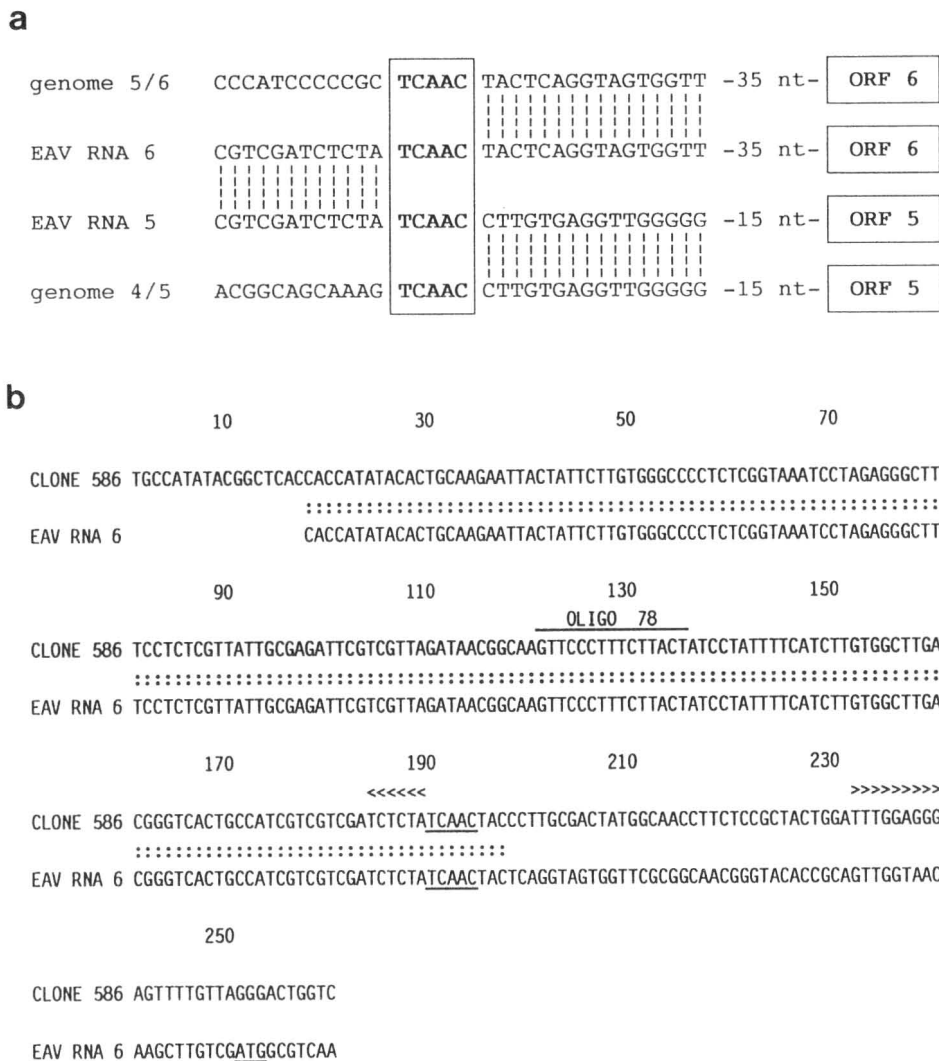 a
genome 5/6 CCCATCCCCCGC TCAAC TACTCAGGTAGTGGTT -35 nt- ORF 6
EAV RNA 6 CGTCGATCTCTA TCAAC TACTCAGGTAGTGGTT -35 nt- ORF 6
EAV RNA 5 CGTCGATCTCTA TCAAC CTTGTGAGGTTGGGGG -15 nt- ORF 5
genome 4/5 ACGGCAGCAAAG TCAAC CTTGTGAGGTTGGGGG -15 nt- ORF 5
b
10 30 50 70
CLONE 586 TGCCATATACGGCTCACCACCATATACACTGCAAGAATTACTATTCTTGTGGGCCCCTCTCGGTAAATCCTAGAGGGCTT
::::::::::::::::::::::::::::::::::::::::::::::::::::::::::::::::
EAV RNA 6 CACCATATACACTGCAAGAATTACTATTCTTGTGGGCCCCTCTCGGTAAATCCTAGAGGGCTT
90 110 130 150
OLIGO 78
CLONE 586 TCCTCTCGTTATTGCGAGATTCGTCGTTAGATAACGGCAAGTTCCCTTTCTTACTATCCTATTTTCATCTTGTGGCTTGA
::::::::::::::::::::::::::::::::::::::::::::::::::::::::::::::::::::::::::::::::
EAV RNA 6 TCCTCTCGTTATTGCGAGATTCGTCGTTAGATAACGGCAAGTTCCCTTTCTTACTATCCTATTTTCATCTTGTGGCTTGA
170 190 210 230
<<<<<< >>>>>>>>>
CLONE 586 CGGGTCACTGCCATCGTCGTCGATCTCTATCAACTACCCTTGCGACTATGGCAACCTTCTCCGCTACTGGATTTGGAGGG
:::::::::::::::::::::::::::::::::::::
EAV RNA 6 CGGGTCACTGCCATCGTCGTCGATCTCTATCAACTACTCAGGTAGTGGTTCGCGGCAACGGGTACACCGCAGTTGGTAAC
250
CLONE 586 AGTTTTGTTAGGGACTGGTC
EAV RNA 6 AAGCTTGTCGATGGCGTCAA